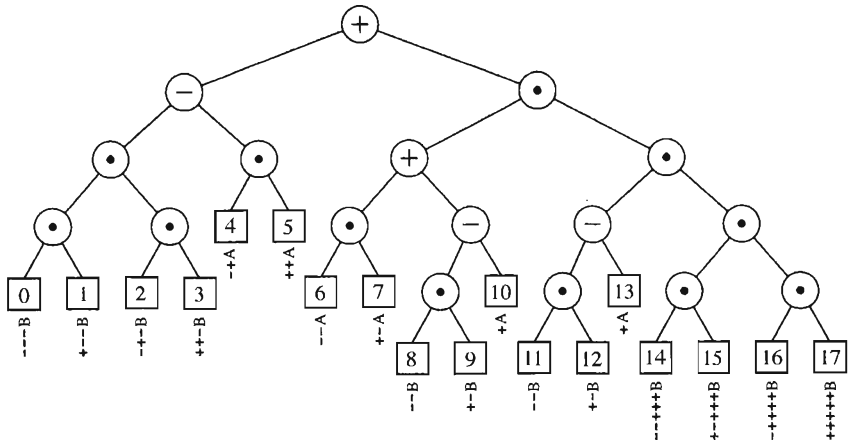 +
− •
• • + •
• • 4 5 • − − •
-+A ++A
0 1 2 3 6 7 • 10 • 13 • •
---B +--B -+-B ++-B --A +-A +A +A
8 9 11 12 14 15 16 17
--B +-B --B +-B --+++B +-+++B -++++B +++++B